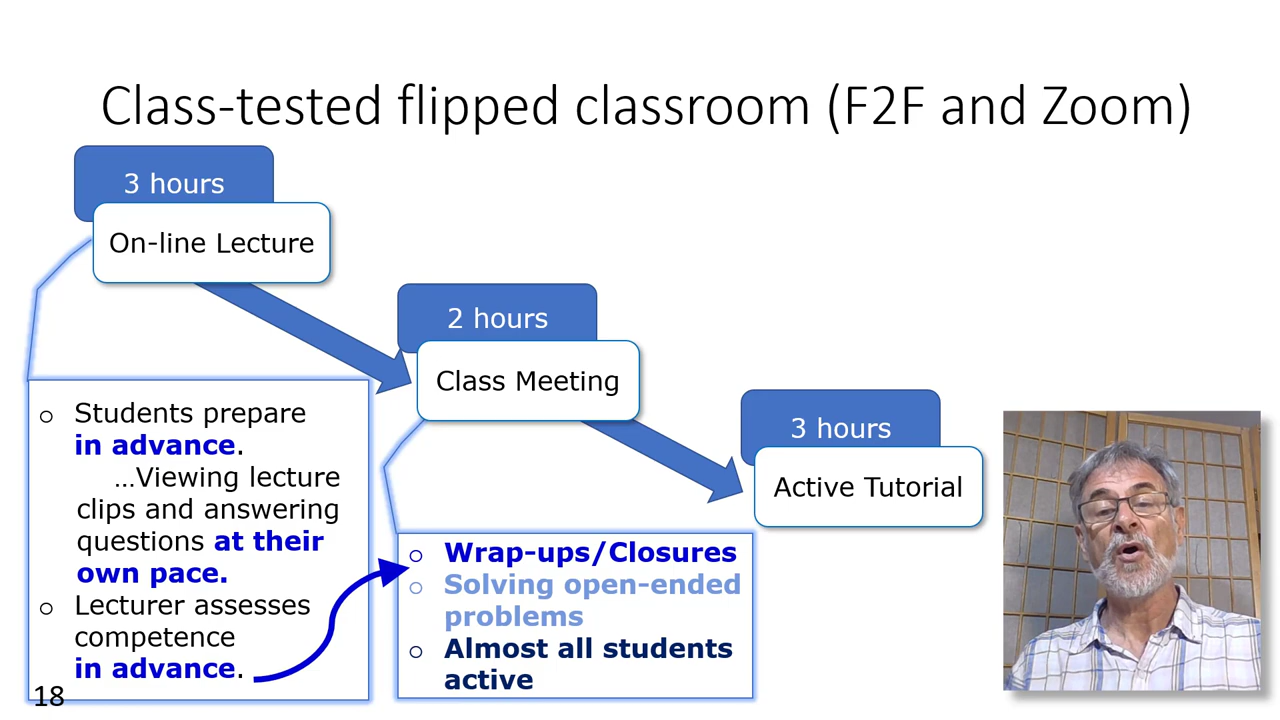 Class-tested flipped classroom (F2F and Zoom)
3 hours
On-line Lecture
2 hours
Class Meeting
3 hours
Active Tutorial
o Students prepare
in advance.
...Viewing lecture
clips and answering
questions at their
own pace.
o Lecturer assesses
competence
in advance.
o Wrap-ups/Closures
o Solving open-ended
problems
o Almost all students
active
18